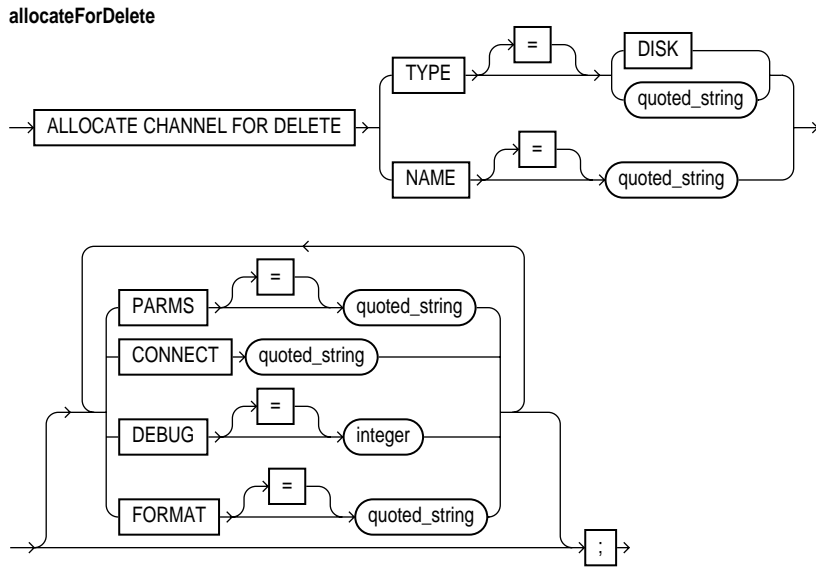 allocateForDelete
ALLOCATE CHANNEL FOR DELETE
TYPE
=
DISK
quoted_string
NAME
=
quoted_string
PARMS
=
quoted_string
CONNECT
quoted_string
DEBUG
=
integer
FORMAT
=
quoted_string
;